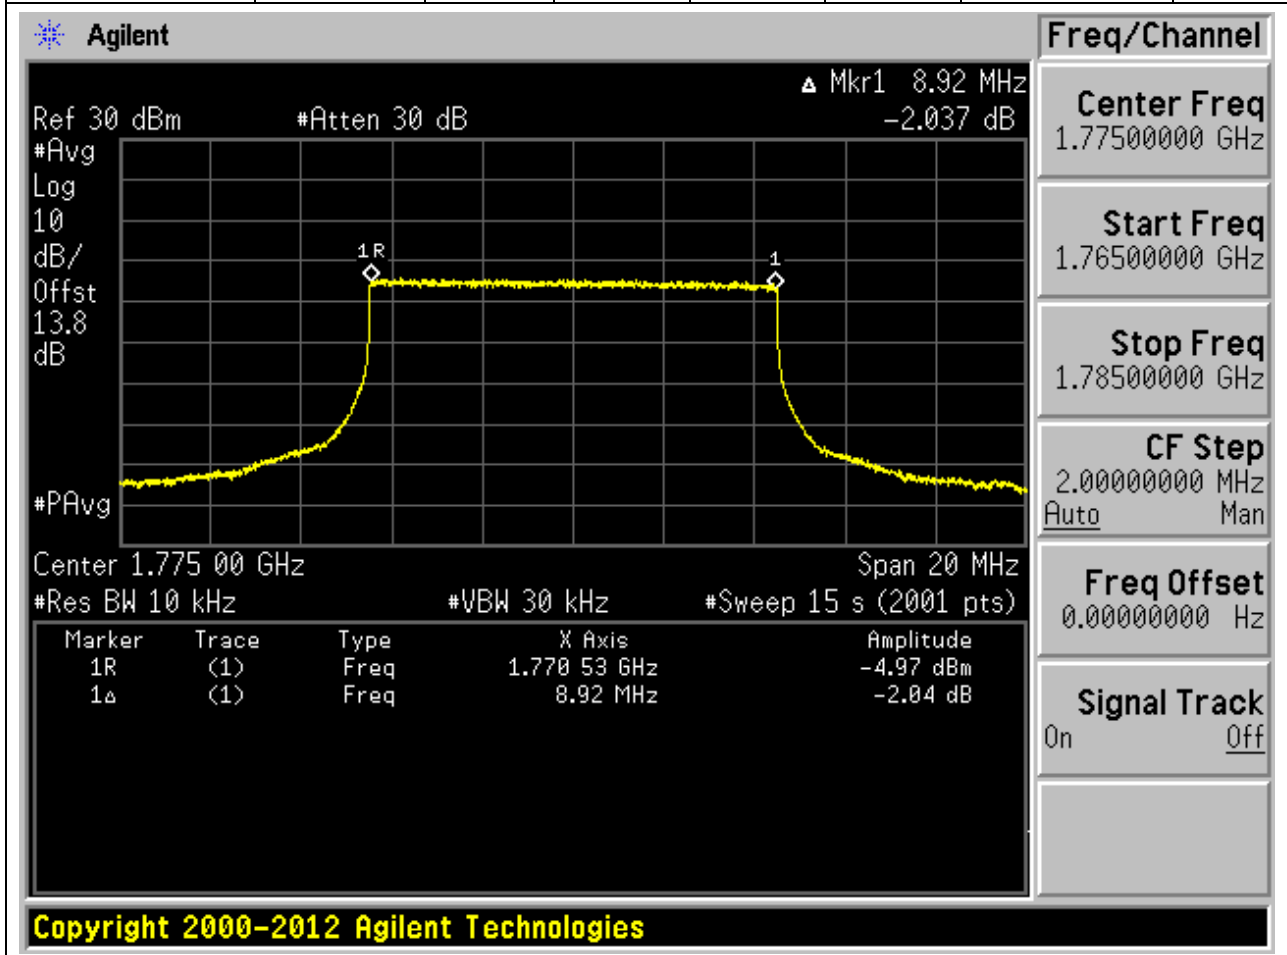 Agilent
Freq/Channel
▵ Mkr1 8.92 MHz
Ref 30 dBm #Atten 30 dB -2.037 dB
#Avg
Log
10
dB/
Offst
13.8
dB
#PAvg
1R
1
Center 1.775 00 GHz Span 20 MHz
#Res BW 10 kHz #VBW 30 kHz #Sweep 15 s (2001 pts)
Marker Trace Type X Axis Amplitude
1R (1) Freq 1.770 53 GHz -4.97 dBm
1▵ (1) Freq 8.92 MHz -2.04 dB
Center Freq
1.77500000 GHz
Start Freq
1.76500000 GHz
Stop Freq
1.78500000 GHz
CF Step
2.00000000 MHz
Auto Man
Freq Offset
0.00000000 Hz
Signal Track
On Off
Copyright 2000-2012 Agilent Technologies